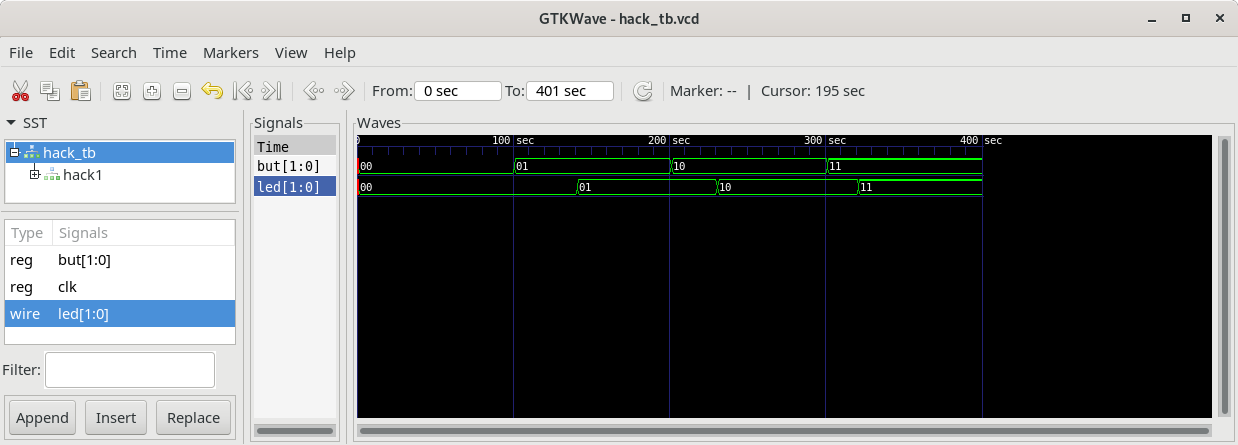 GTKWave - hack_tb.vcd
File Edit Search Time Markers View Help
From: 0 sec To: 401 sec Marker: -- | Cursor: 195 sec
SST
hack_tb
hack1
Type Signals
reg but[1:0]
reg clk
wire led[1:0]
Filter:
Append Insert Replace
Signals
Time
but[1:0]
led[1:0]
Waves
0 100 sec 200 sec 300 sec 400 sec
00 01 10 11
00 01 10 11